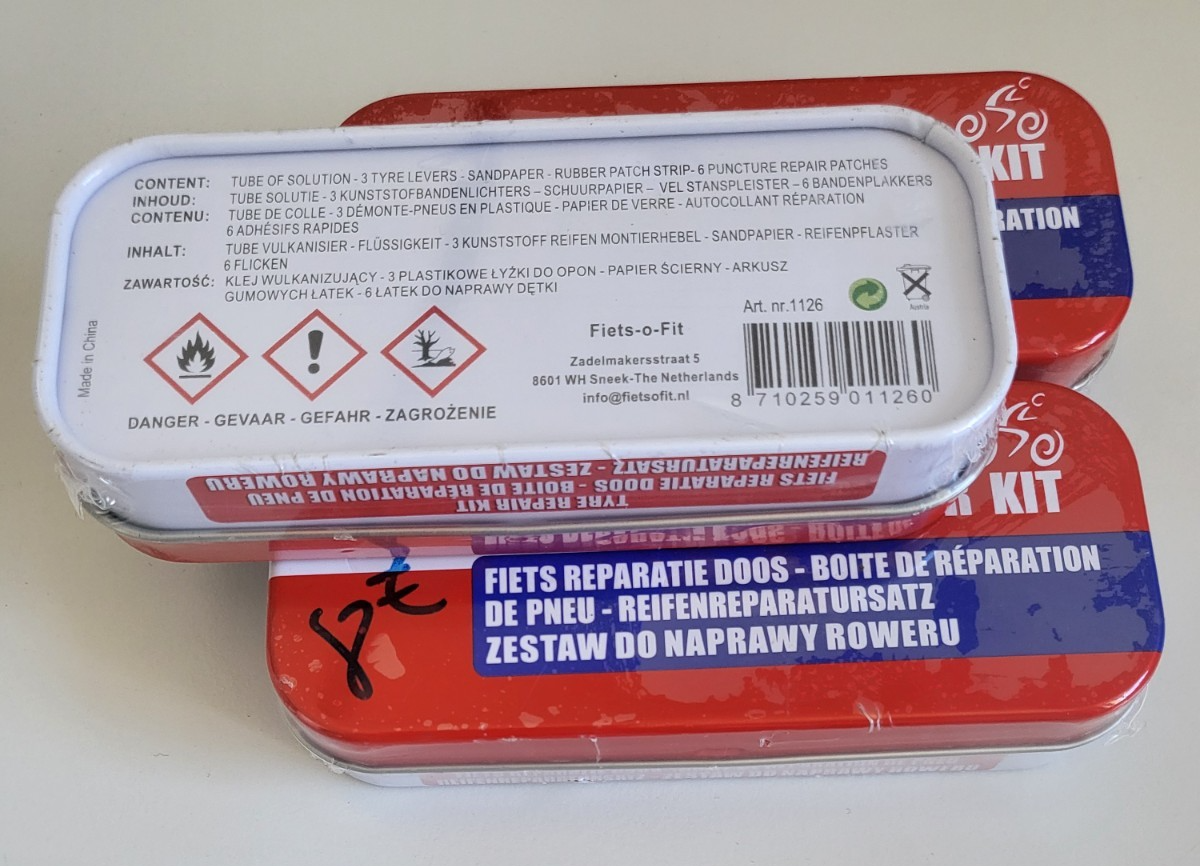 CONTENT: TUBE OF SOLUTION - 3 TYRE LEVERS - SANDPAPER - RUBBER PATCH STRIP- 6 PUNCTURE REPAIR PATCHES
INHOUD: TUBE SOLUTIE - 3 KUNSTSTOFBANDENLICHTERS – SCHUURPAPIER – VEL STANSPLEISTER – 6 BANDENPLAKKERS
CONTENU: TUBE DE COLLE - 3 DÉMONTE-PNEUS EN PLASTIQUE - PAPIER DE VERRE - AUTOCOLLANT RÉPARATION
6 ADHÉSIFS RAPIDES
INHALT: TUBE VULKANISIER - FLÜSSIGKEIT - 3 KUNSTSTOFF REIFEN MONTIERHEBEL - SANDPAPIER - REIFENPFLASTER
6 FLICKEN
ZAWARTOŚĆ: KLEJ WULKANIZUJĄCY - 3 PLASTIKOWE ŁYŻKI DO OPON - PAPIER ŚCIERNY - ARKUSZ
GUMOWYCH ŁATEK - 6 ŁATEK DO NAPRAWY DĘTKI
Made in China
DANGER - GEVAAR - GEFAHR - ZAGROŻENIE
Fiets-o-Fit
Zadelmakersstraat 5
8601 WH Sneek-The Netherlands
info@fietsofit.nl
Art. nr.1126
Austria
8 710259 011260
TYRE REPAIR KIT
FIETS REPARATIE DOOS - BOITE DE RÉPARATION DE PNEU
REIFENREPARATURSATZ - ZESTAW DO NAPRAWY ROWERU
KIT
RATION
R KIT
FIETS REPARATIE DOOS - BOITE DE RÉPARATION
DE PNEU - REIFENREPARATURSATZ
ZESTAW DO NAPRAWY ROWERU